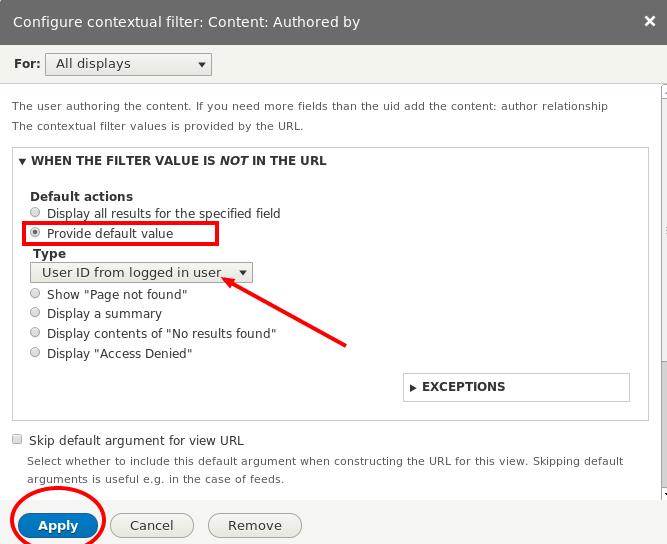 Configure contextual filter: Content: Authored by ×
For: All displays
The user authoring the content. If you need more fields than the uid add the content: author relationship
The contextual filter values is provided by the URL.
WHEN THE FILTER VALUE IS NOT IN THE URL
Default actions
Display all results for the specified field
Provide default value
Type
User ID from logged in user
Show "Page not found"
Display a summary
Display contents of "No results found"
Display "Access Denied"
EXCEPTIONS
Skip default argument for view URL
Select whether to include this default argument when constructing the URL for this view. Skipping default
arguments is useful e.g. in the case of feeds.
Apply Cancel Remove